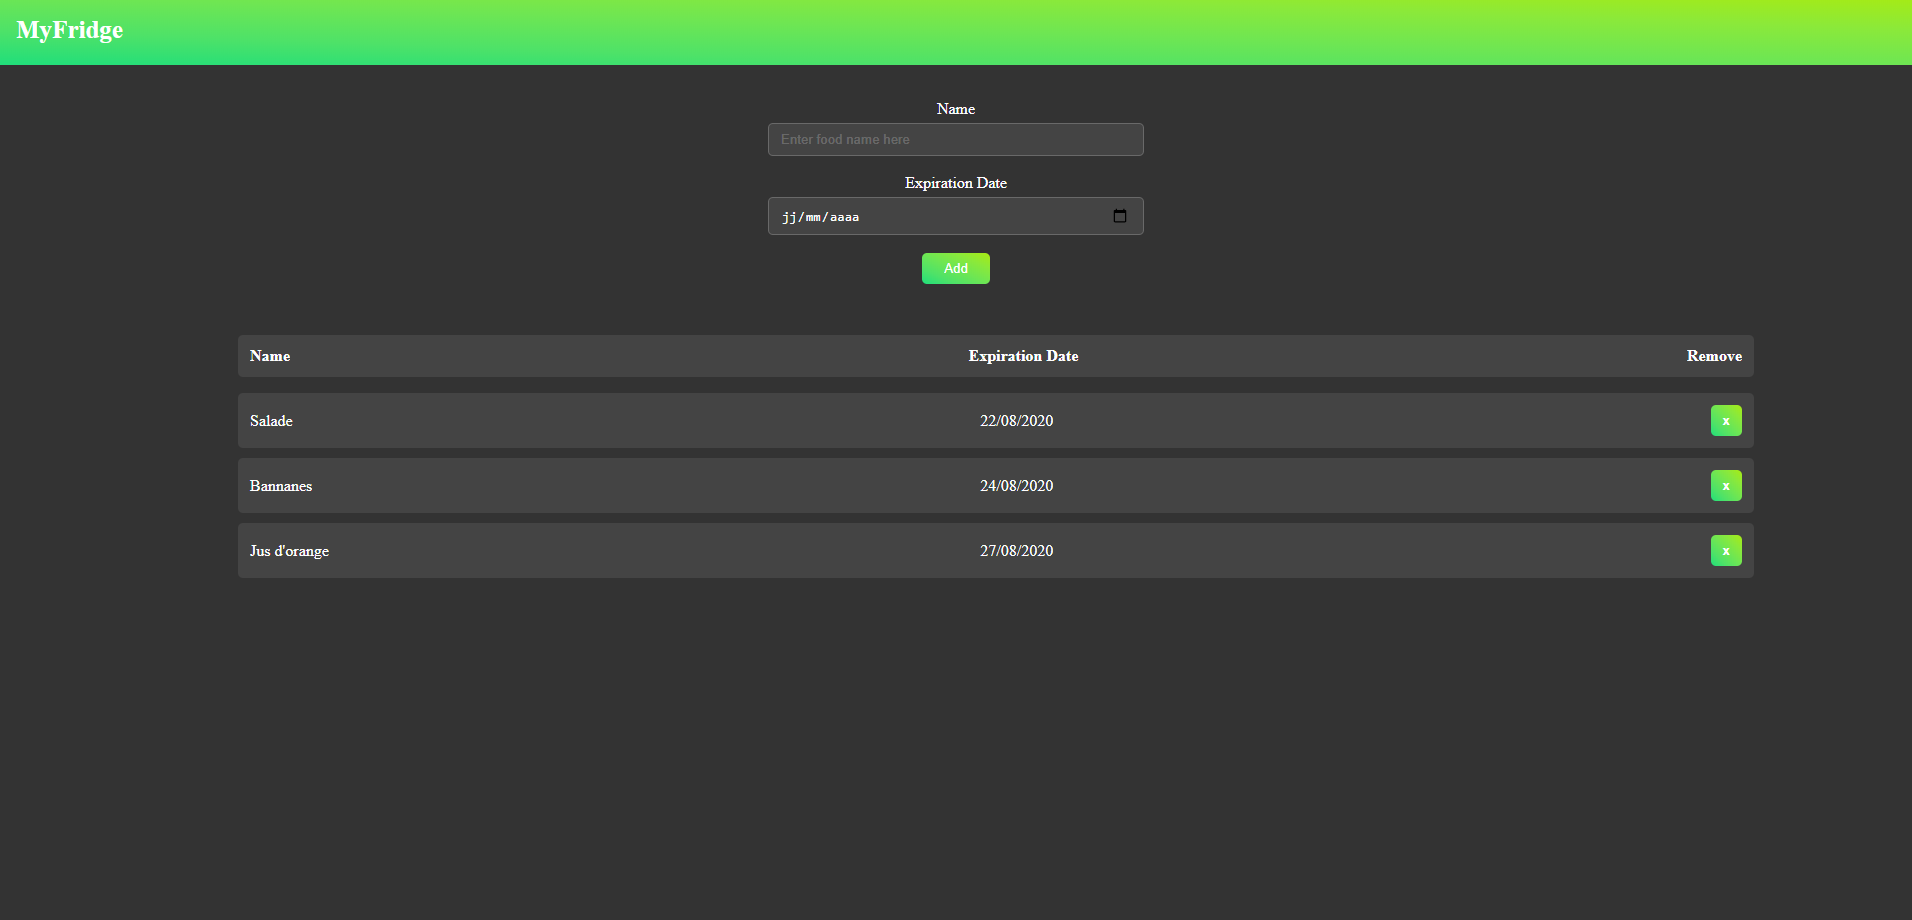 MyFridge
Name
Enter food name here
Expiration Date
jj/mm/aaaa
Add
Name Expiration Date Remove
Salade 22/08/2020 x
Bannanes 24/08/2020 x
Jus d'orange 27/08/2020 x